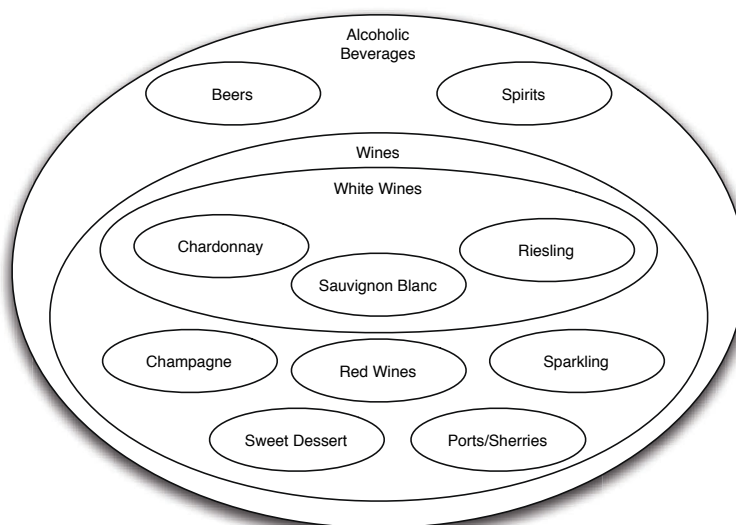 Alcoholic
Beverages
Beers
Spirits
Wines
White Wines
Chardonnay
Riesling
Sauvignon Blanc
Champagne
Red Wines
Sparkling
Sweet Dessert
Ports/Sherries